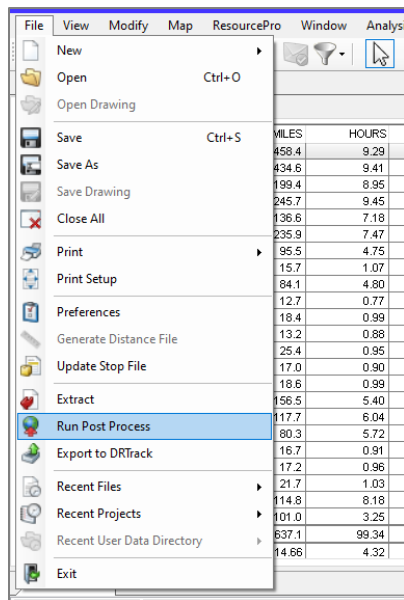 File View Modify Map ResourcePro Window Analysi
New
Open Ctrl+O
Open Drawing
Save Ctrl+S
Save As
Save Drawing
Close All
Print
Print Setup
Preferences
Generate Distance File
Update Stop File
Extract
Run Post Process
Export to DRTrack
Recent Files
Recent Projects
Recent User Data Directory
Exit
MILES HOURS
458.4 9.29
434.6 9.41
199.4 8.95
245.7 9.45
136.6 7.18
235.9 7.47
95.5 4.75
15.7 1.07
84.1 4.80
12.7 0.77
18.4 0.99
13.2 0.88
25.4 0.95
17.0 0.90
18.6 0.99
156.5 5.40
117.7 6.04
80.3 5.72
16.7 0.91
17.2 0.96
21.7 1.03
114.8 8.18
101.0 3.25
637.1 99.34
14.66 4.32